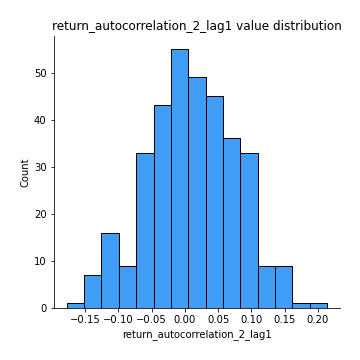 return_autocorrelation_2_lag1 value distribution
50
40
30
20
10
0
Count
−0.15 −0.10 −0.05 0.00 0.05 0.10 0.15 0.20
return_autocorrelation_2_lag1